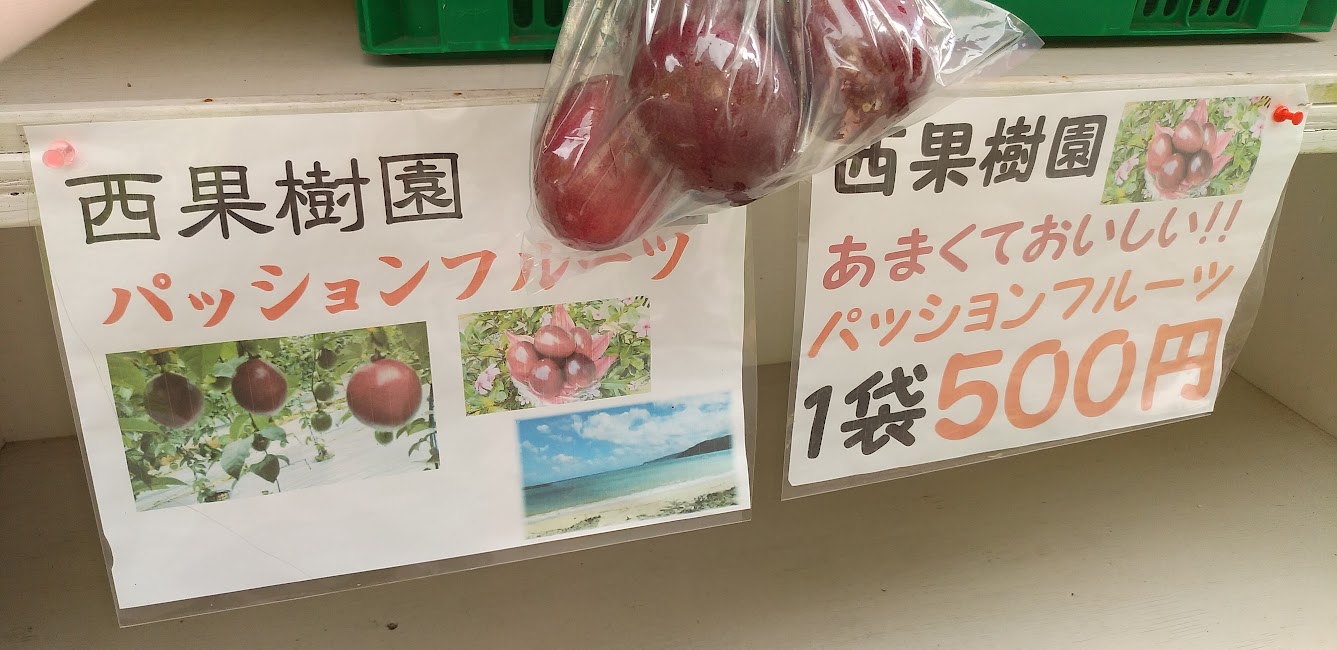 西果樹園
パッションフルーツ
西果樹園
あまくておいしい!!
パッションフルーツ
1袋500円